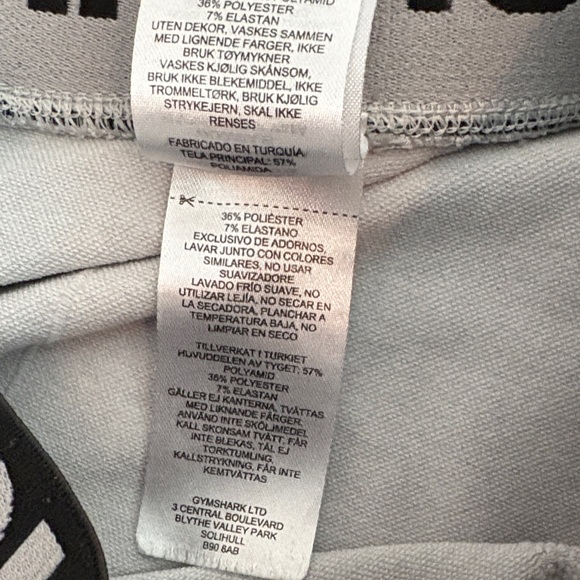 36% POLYESTER
7% ELASTAN
UTEN DEKOR, VASKES SAMMEN
MED LIGNENDE FARGER, IKKE
BRUK TØYMYKNER
VASKES KJØLIG SKÅNSOM,
BRUK IKKE BLEKEMIDDEL, IKKE
TROMMELTØRK, BRUK KJØLIG
STRYKEJERN, SKAL IKKE
RENSES
FABRICADO EN TURQUÍA
TELA PRINCIPAL: 57%
POLIAMIDA
36% POLIÉSTER
7% ELASTANO
EXCLUSIVO DE ADORNOS,
LAVAR JUNTO CON COLORES
SIMILARES, NO USAR
SUAVIZADORE
LAVADO FRÍO SUAVE, NO
UTILIZAR LEJÍA, NO SECAR EN
LA SECADORA, PLANCHAR A
TEMPERATURA BAJA, NO
LIMPIAR EN SECO
TILLVERKAT I TURKIET
HUVUDDELEN AV TYGET: 57%
POLYAMID
36% POLYESTER
7% ELASTAN
GÄLLER EJ KANTERNA, TVÄTTAS
MED LIKNANDE FÄRGER,
ANVÄND INTE SKÖLJMEDEL
KALL SKONSAM TVÄTT, FÅR
INTE BLEKAS, TÅL EJ
TORKTUMLING,
KALLSTRYKNING, FÅR INTE
KEMTVÄTTAS
GYMSHARK LTD
3 CENTRAL BOULEVARD
BLYTHE VALLEY PARK
SOLIHULL
B90 8AB